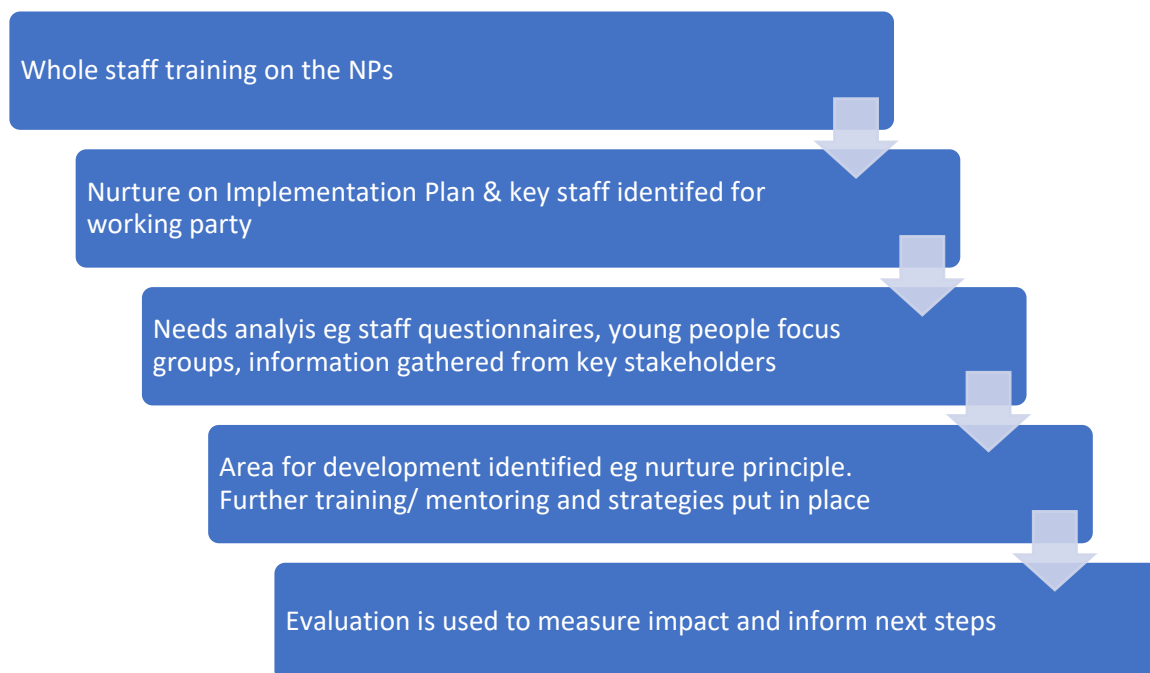 Whole staff training on the NPs
Nurture on Implementation Plan & key staff identifed for
working party
Needs analyis eg staff questionnaires, young people focus
groups, information gathered from key stakeholders
Area for development identified eg nurture principle.
Further training/ mentoring and strategies put in place
Evaluation is used to measure impact and inform next steps